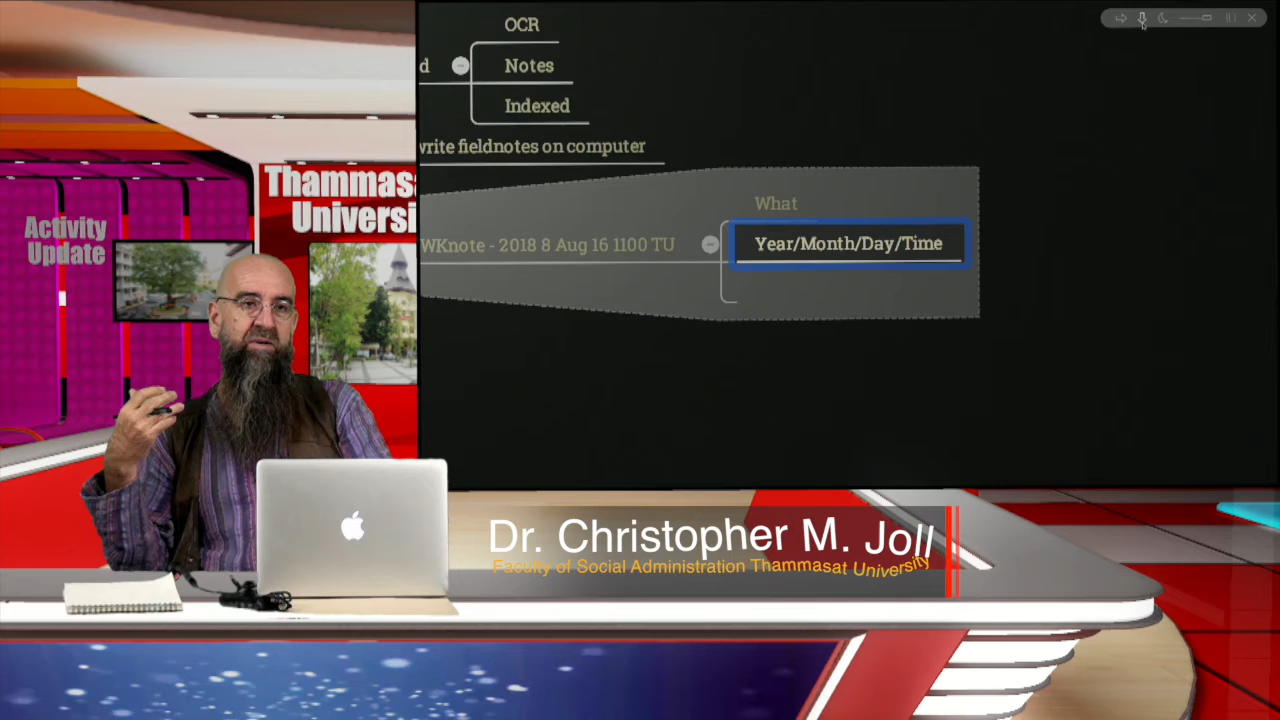 OCR
d
Notes
Indexed
write fieldnotes on computer
What
WKnote - 2018 8 Aug 16 1100 TU
Year/Month/Day/Time
Thammasa
Universi
Activity
Update
Dr. Christopher M. Joll
Faculty of Social Administration Thammasat University